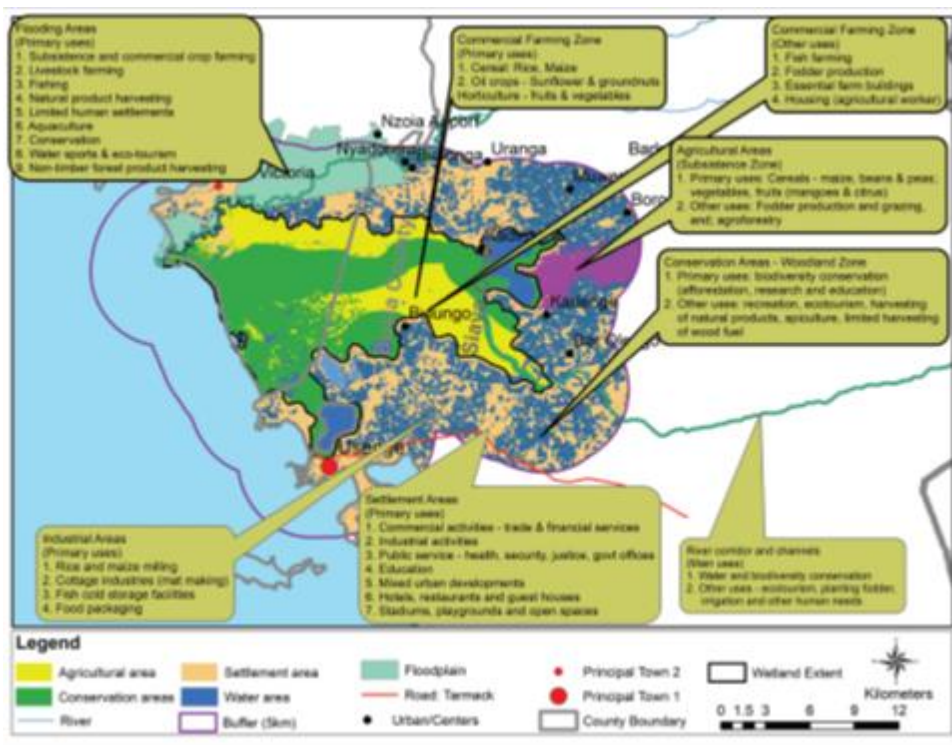 Flooding Areas
(Primary uses)
1. Subsistence and commercial crop farming
2. Livestock farming
3. Fishing
4. Natural product harvesting
5. Limited human settlements
6. Aquaculture
7. Conservation
8. Water sports & eco-tourism
9. Non-timber forest product harvesting
Commercial Farming Zone
(Primary uses)
1. Cereal: Rice, Maize
2. Oil crops - Sunflower & groundnuts
Horticulture - fruits & vegetables
Commercial Farming Zone
(Other uses)
1. Fish farming
2. Fodder production
3. Essential farm buildings
4. Housing (agricultural worker)
Agricultural Areas
(Subsistence Zone)
1. Primary uses: Cereals - maize, beans & peas;
vegetables, fruits (mangoes & citrus)
2. Other uses: Fodder production and grazing,
and; agroforestry
Conservation Areas - Woodland Zone
1. Primary uses: biodiversity conservation
(afforestation, research and education)
2. Other uses: recreation, ecotourism, harvesting
of natural products, apiculture, limited harvesting
of wood fuel
Nzoia Airport
Uranga
Victoria
Usenge
Industrial Areas
(Primary uses)
1. Rice and maize milling
2. Cottage industries (mat making)
3. Fish cold storage facilities
4. Food packaging
Settlement Areas
(Primary uses)
1. Commercial activities - trade & financial services
2. Industrial activities
3. Public service - health, security, justice, govt offices
4. Education
5. Mixed urban developments
6. Hotels, restaurants and guest houses
7. Stadiums, playgrounds and open spaces
River corridor and channels
(Main uses)
1. Water and biodiversity conservation
2. Other uses - ecotourism, planting fodder,
irrigation and other human needs
Legend
Agricultural area
Settlement area
Floodplain
Principal Town 2
Wetland Extent
Conservation areas
Water area
Road: Tarmack
Principal Town 1
River
Buffer (5km)
Urban/Centers
County Boundary
Kilometers
0 1.5 3 6 9 12